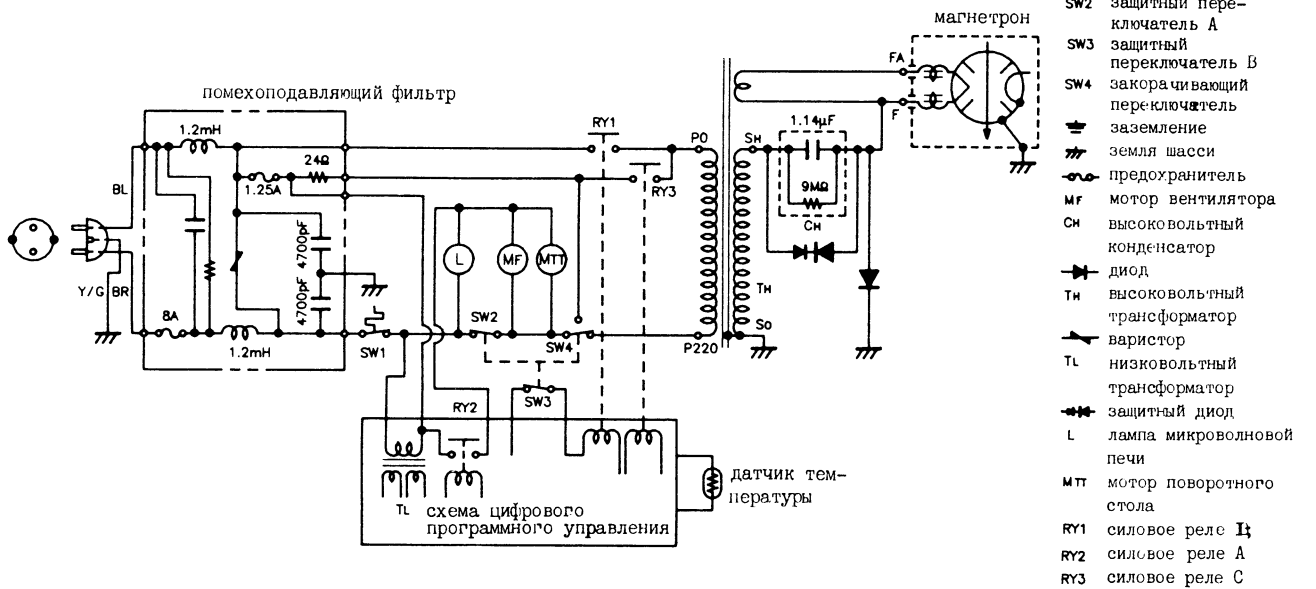 SW2 защитный пере-
ключатель А
SW3 защитный
переключатель В
SW4 закорачивающий
переключатель
заземление
земля шасси
предохранитель
MF мотор вентилятора
CH высоковольтный
конденсатор
диод
TH высоковольтный
трансформатор
варистор
TL низковольтный
трансформатор
защитный диод
L лампа микроволновой
печи
MTT мотор поворотного
стола
RY1 силовое реле
RY2 силовое реле А
RY3 силовое реле С
магнетрон
FA
F
помехоподавляющий фильтр
1.2mH
24Ω
1.25A
BL
4700pF
4700pF
Y/G BR
8A
1.2mH
RY1
RY3
P0
SH
1.14μF
9MΩ
CH
TH
S0
P220
L
MF
MTT
SW1
SW2
SW4
SW3
RY2
TL
схема цифрового
программного управления
датчик тем-
пературы